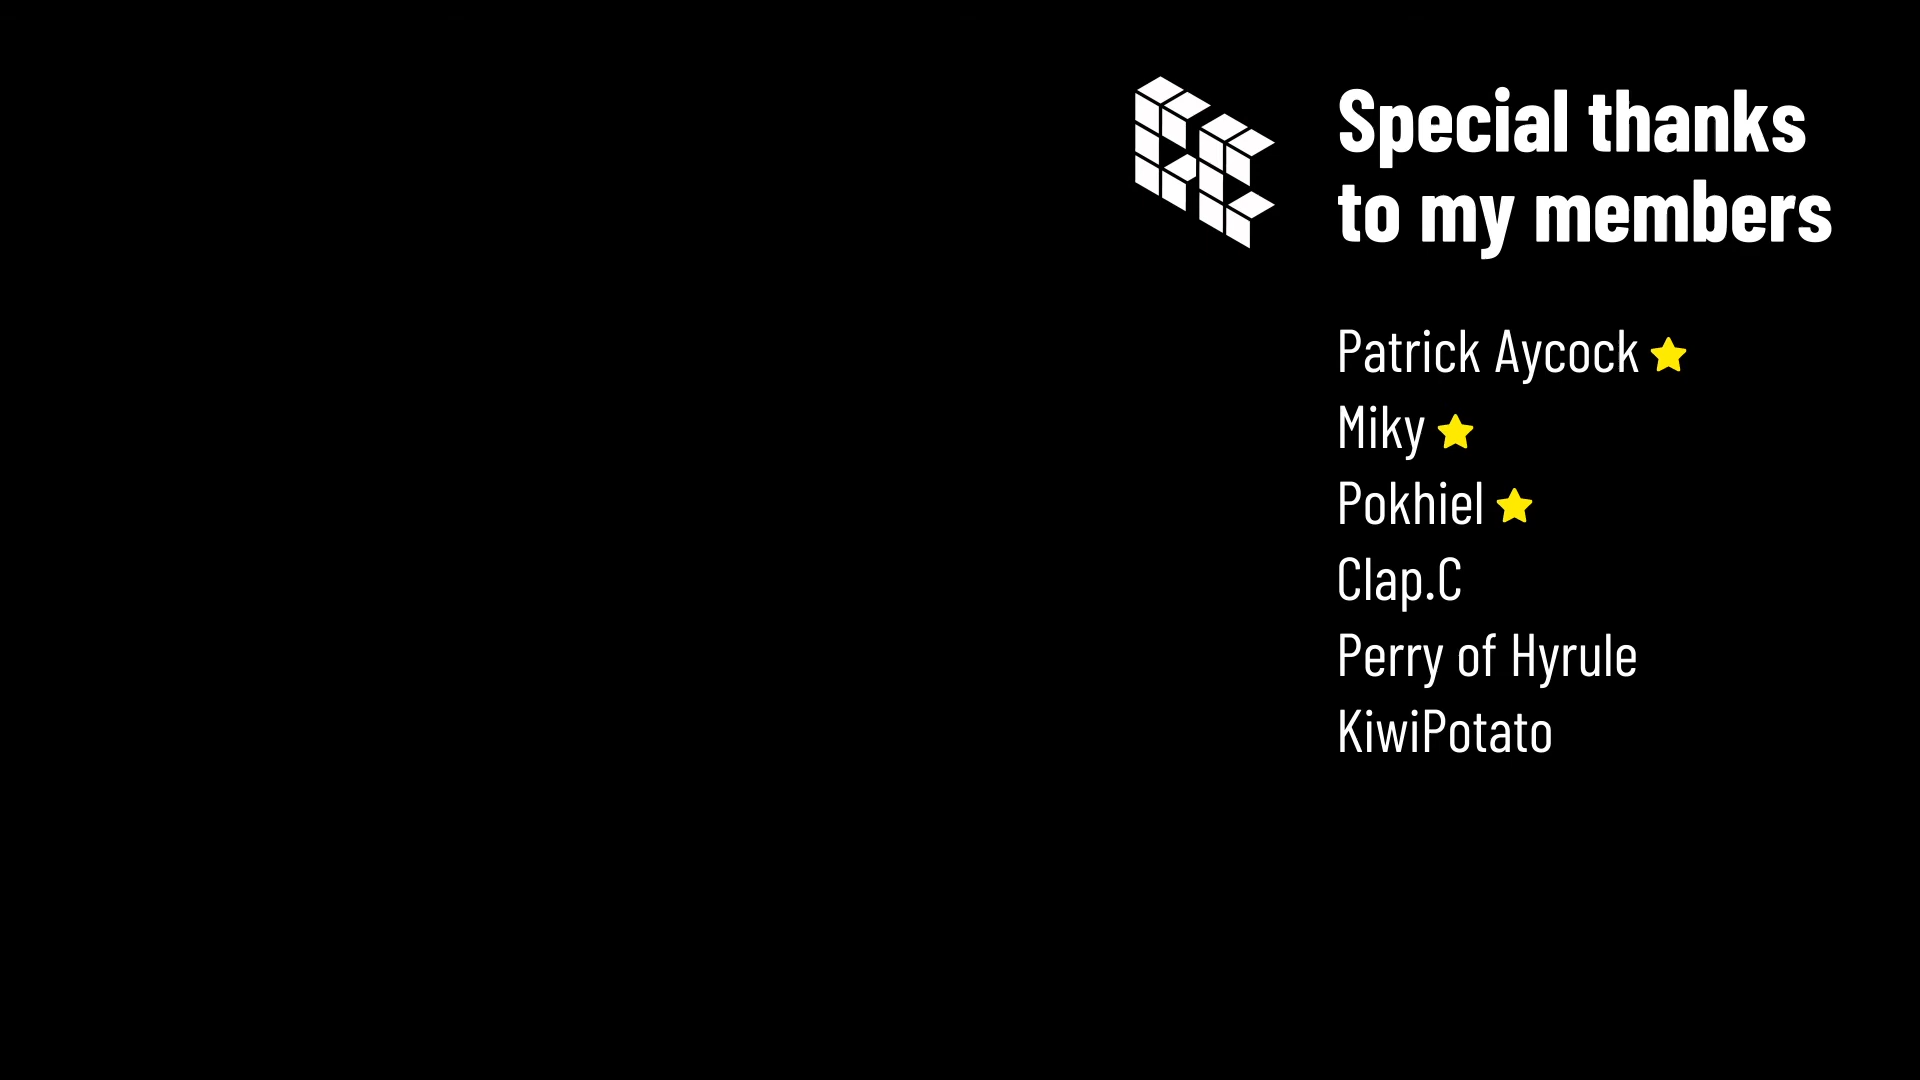 Special thanks
to my members
Patrick Aycock
Miky
Pokhiel
Clap.C
Perry of Hyrule
KiwiPotato